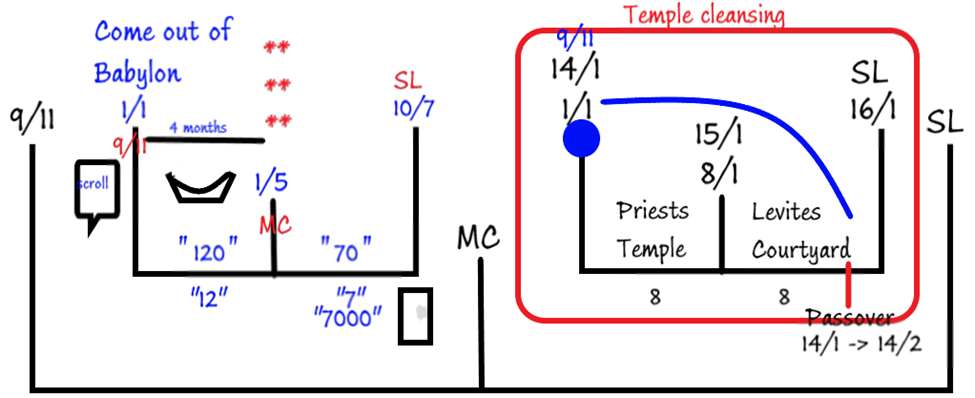 Temple cleansing
Come out of
Babylon
**
**
**
9/11
1/1
9/11
4 months
SL
10/7
scroll
1/5
MC
"120"
"70"
"12"
"7"
"7000"
MC
9/11
14/1
1/1
15/1
8/1
SL
16/1
Priests
Temple
Levites
Courtyard
8
8
Passover
14/1 -> 14/2
SL